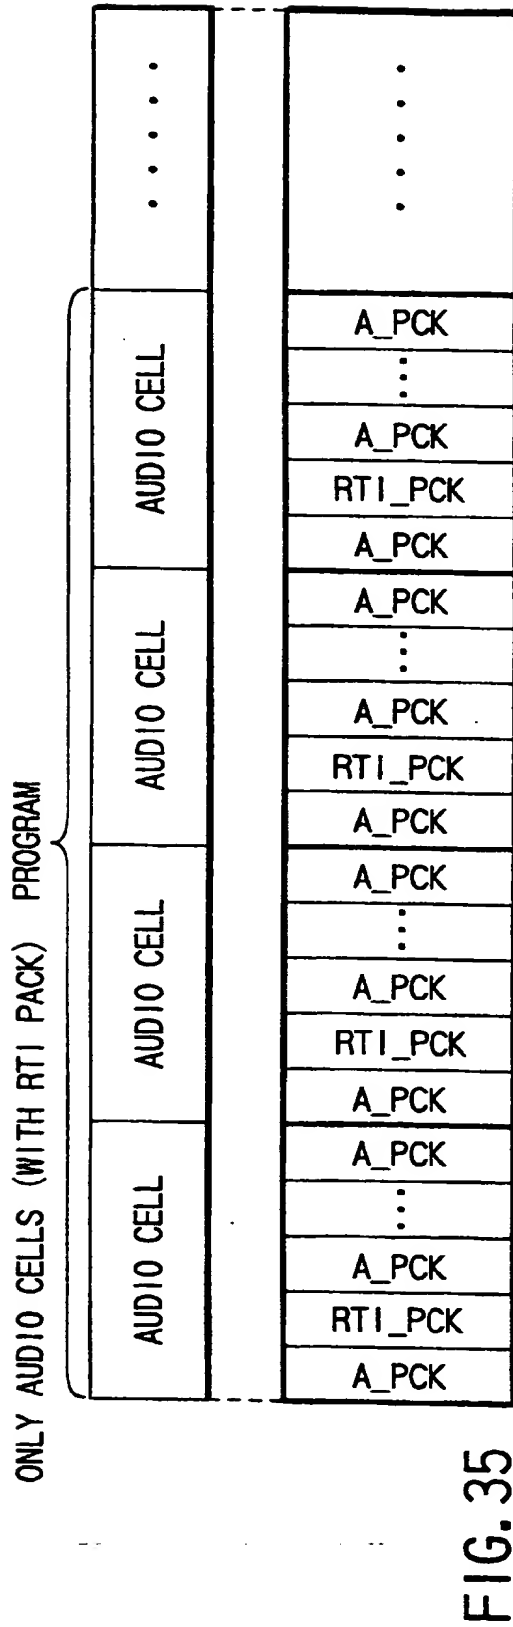 ONLY AUDIO CELLS (WITH RTI PACK) PROGRAM
AUDIO CELL
AUDIO CELL
AUDIO CELL
AUDIO CELL
.....
A_PCK
RTI_PCK
A_PCK
...
A_PCK
A_PCK
RTI_PCK
A_PCK
...
A_PCK
A_PCK
RTI_PCK
A_PCK
...
A_PCK
A_PCK
RTI_PCK
A_PCK
...
A_PCK
.....
FIG. 35